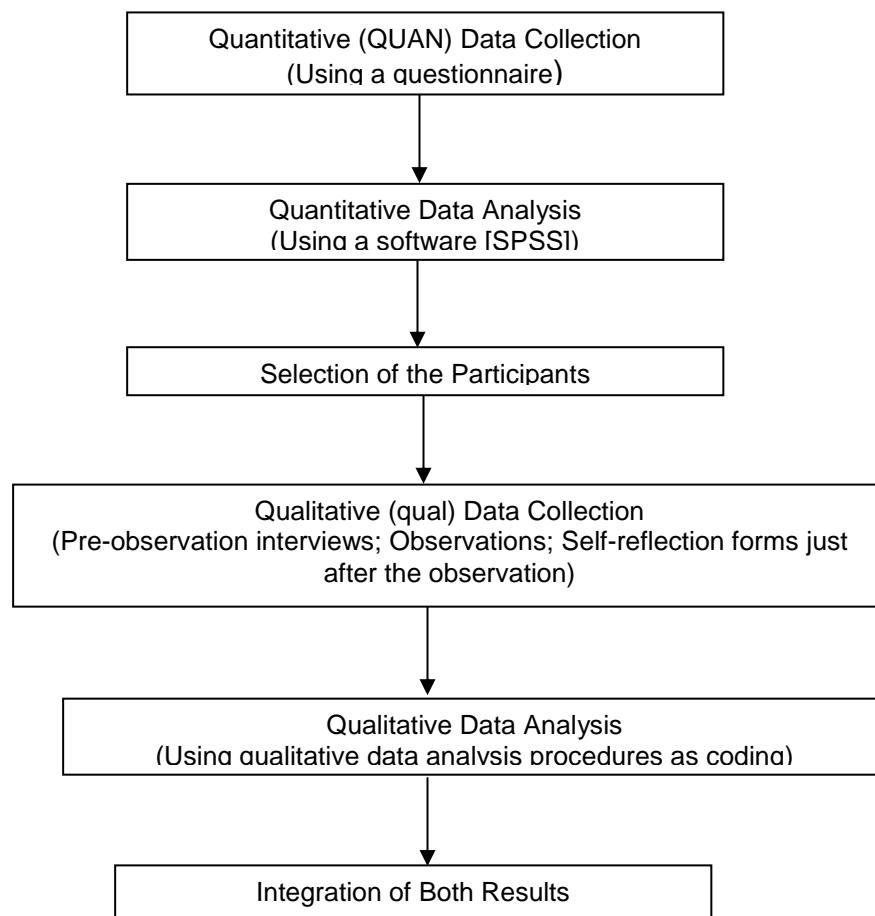 Quantitative (QUAN) Data Collection
(Using a questionnaire)
Quantitative Data Analysis
(Using a software [SPSS])
Selection of the Participants
Qualitative (qual) Data Collection
(Pre-observation interviews; Observations; Self-reflection forms just
after the observation)
Qualitative Data Analysis
(Using qualitative data analysis procedures as coding)
Integration of Both Results